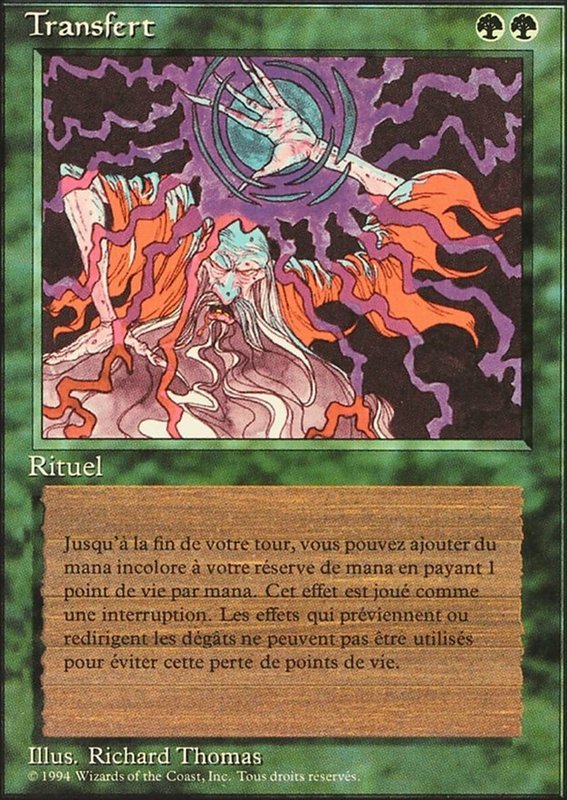 Transfert
Rituel
Jusqu'à la fin de votre tour, vous pouvez ajouter du
mana incolore à votre réserve de mana en payant 1
point de vie par mana. Cet effet est joué comme
une interruption. Les effets qui préviennent ou
redirigent les dégâts ne peuvent pas être utilisés
pour éviter cette perte de points de vie.
Illus. Richard Thomas
© 1994 Wizards of the Coast, Inc. Tous droits réservés.